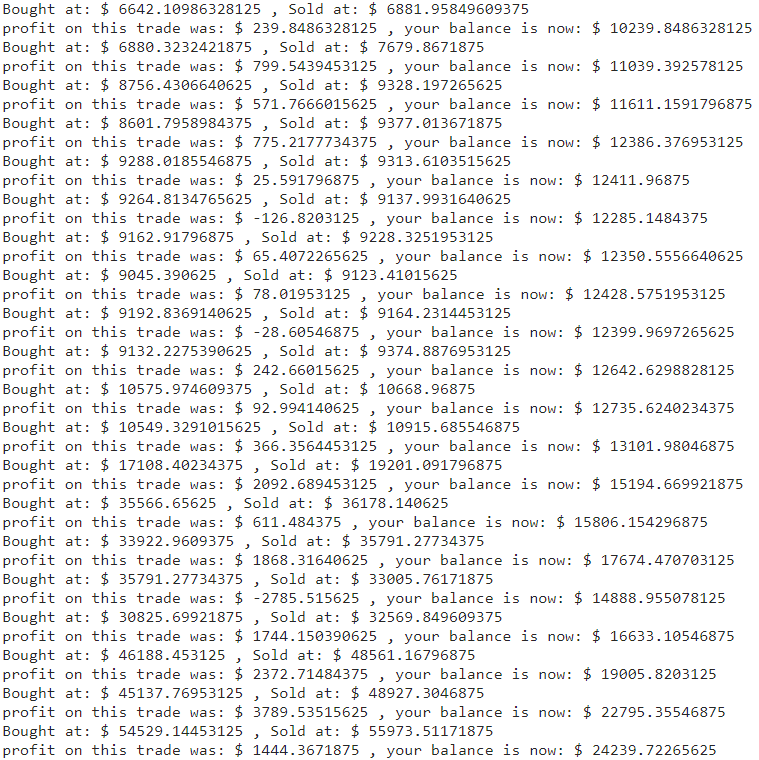 Bought at: $ 6642.10986328125 , Sold at: $ 6881.95849609375
profit on this trade was: $ 239.8486328125 , your balance is now: $ 10239.8486328125
Bought at: $ 6880.3232421875 , Sold at: $ 7679.8671875
profit on this trade was: $ 799.5439453125 , your balance is now: $ 11039.392578125
Bought at: $ 8756.4306640625 , Sold at: $ 9328.197265625
profit on this trade was: $ 571.7666015625 , your balance is now: $ 11611.1591796875
Bought at: $ 8601.7958984375 , Sold at: $ 9377.013671875
profit on this trade was: $ 775.2177734375 , your balance is now: $ 12386.376953125
Bought at: $ 9288.0185546875 , Sold at: $ 9313.6103515625
profit on this trade was: $ 25.591796875 , your balance is now: $ 12411.96875
Bought at: $ 9264.8134765625 , Sold at: $ 9137.9931640625
profit on this trade was: $ -126.8203125 , your balance is now: $ 12285.1484375
Bought at: $ 9162.91796875 , Sold at: $ 9228.3251953125
profit on this trade was: $ 65.4072265625 , your balance is now: $ 12350.5556640625
Bought at: $ 9045.390625 , Sold at: $ 9123.41015625
profit on this trade was: $ 78.01953125 , your balance is now: $ 12428.5751953125
Bought at: $ 9192.8369140625 , Sold at: $ 9164.2314453125
profit on this trade was: $ -28.60546875 , your balance is now: $ 12399.9697265625
Bought at: $ 9132.2275390625 , Sold at: $ 9374.8876953125
profit on this trade was: $ 242.66015625 , your balance is now: $ 12642.6298828125
Bought at: $ 10575.974609375 , Sold at: $ 10668.96875
profit on this trade was: $ 92.994140625 , your balance is now: $ 12735.6240234375
Bought at: $ 10549.3291015625 , Sold at: $ 10915.685546875
profit on this trade was: $ 366.3564453125 , your balance is now: $ 13101.98046875
Bought at: $ 17108.40234375 , Sold at: $ 19201.091796875
profit on this trade was: $ 2092.689453125 , your balance is now: $ 15194.669921875
Bought at: $ 35566.65625 , Sold at: $ 36178.140625
profit on this trade was: $ 611.484375 , your balance is now: $ 15806.154296875
Bought at: $ 33922.9609375 , Sold at: $ 35791.27734375
profit on this trade was: $ 1868.31640625 , your balance is now: $ 17674.470703125
Bought at: $ 35791.27734375 , Sold at: $ 33005.76171875
profit on this trade was: $ -2785.515625 , your balance is now: $ 14888.955078125
Bought at: $ 30825.69921875 , Sold at: $ 32569.849609375
profit on this trade was: $ 1744.150390625 , your balance is now: $ 16633.10546875
Bought at: $ 46188.453125 , Sold at: $ 48561.16796875
profit on this trade was: $ 2372.71484375 , your balance is now: $ 19005.8203125
Bought at: $ 45137.76953125 , Sold at: $ 48927.3046875
profit on this trade was: $ 3789.53515625 , your balance is now: $ 22795.35546875
Bought at: $ 54529.14453125 , Sold at: $ 55973.51171875
profit on this trade was: $ 1444.3671875 , your balance is now: $ 24239.72265625